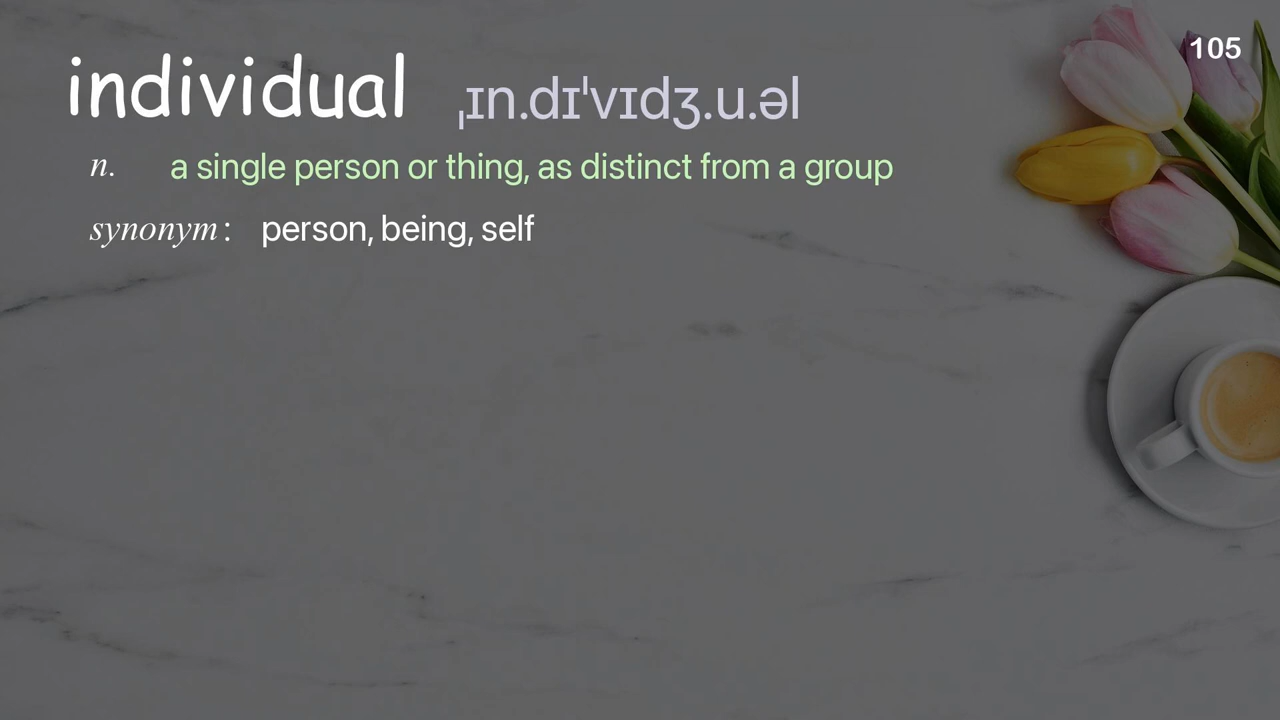 105
individual ˌɪn.dɪˈvɪdʒ.u.əl
n. a single person or thing, as distinct from a group
synonym: person, being, self